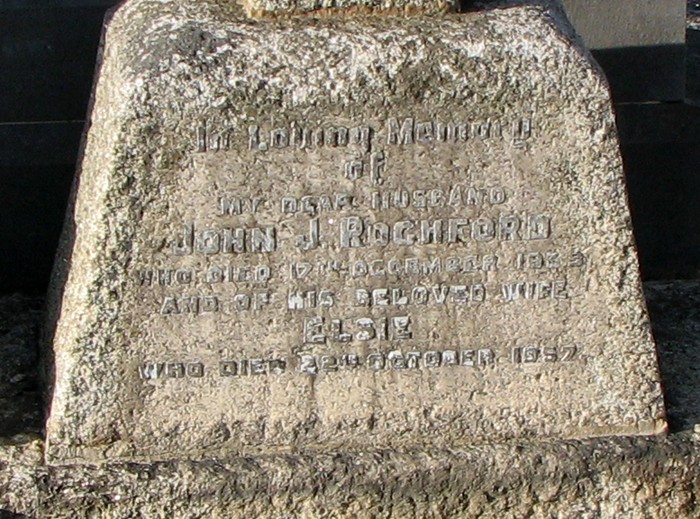 In Loving Memory
of
MY DEAR HUSBAND
JOHN J. ROCHFORD
WHO DIED 17TH DECEMBER
AND OF HIS BELOVED WIFE
ELSIE
WHO DIED OCTOBER 1957